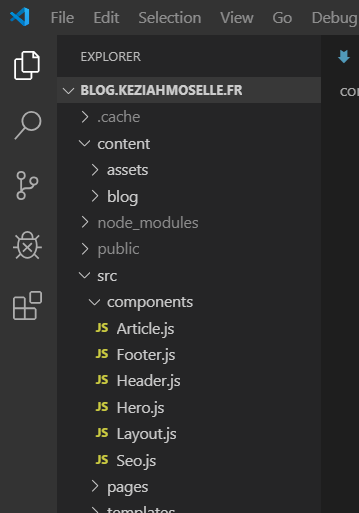 File Edit Selection View Go Debug
EXPLORER
BLOG.KEZIAHMOSELLE.FR
.cache
content
assets
blog
node_modules
public
src
components
JS Article.js
JS Footer.js
JS Header.js
JS Hero.js
JS Layout.js
JS Seo.js
pages
templates